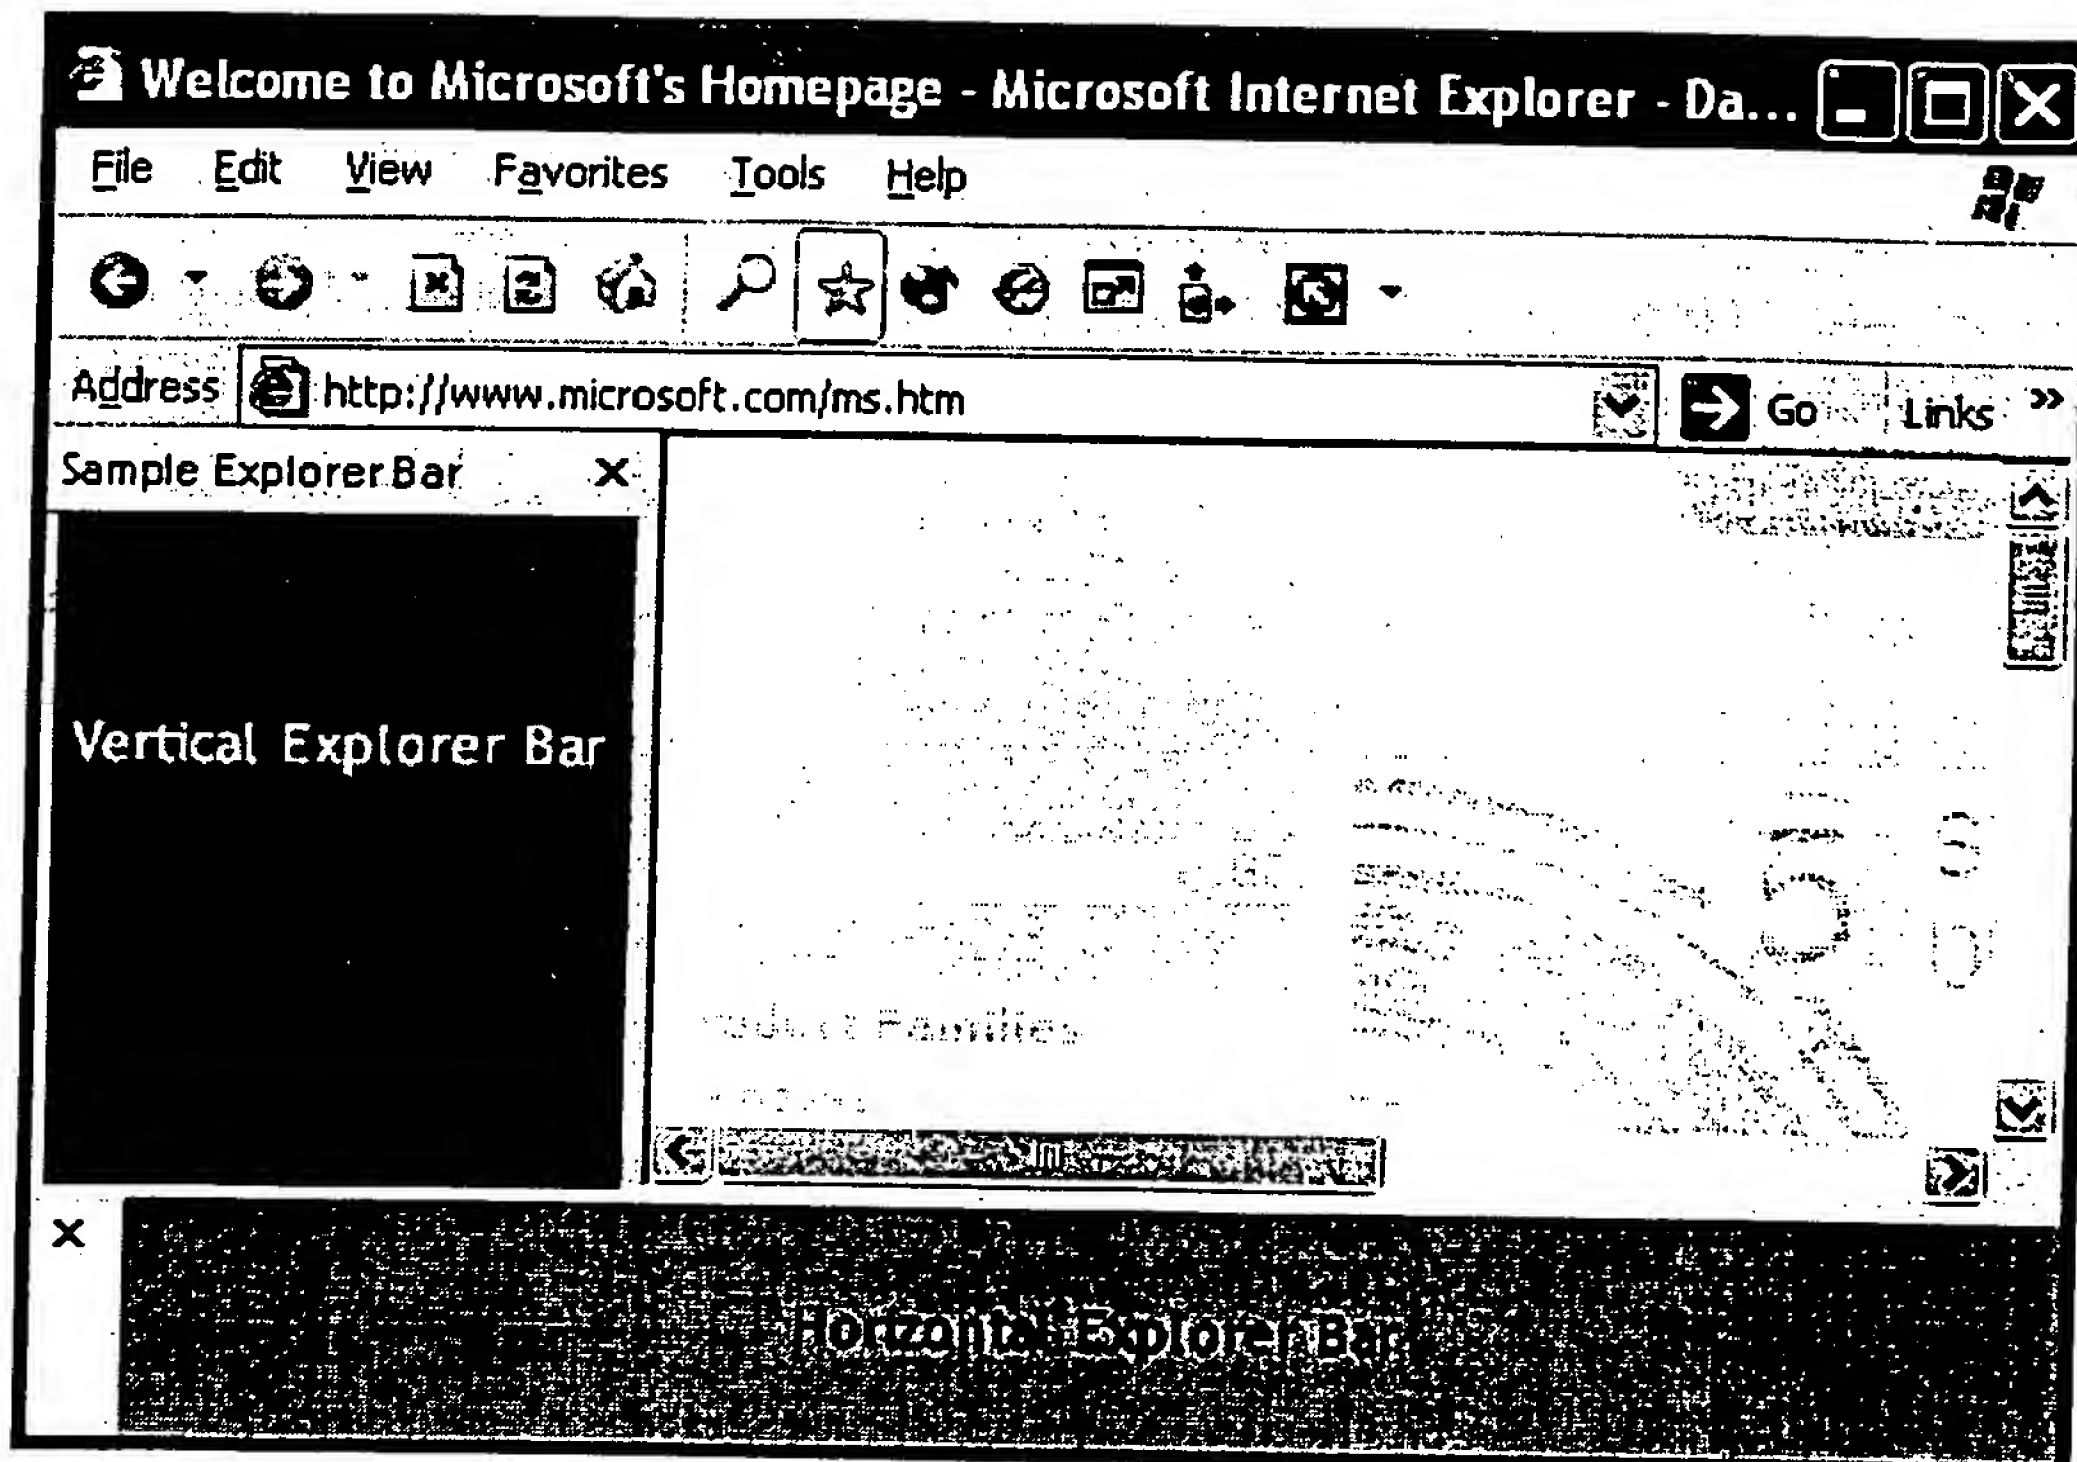 Welcome to Microsoft's Homepage - Microsoft Internet Explorer - Da...
File Edit View Favorites Tools Help
Address http://www.microsoft.com/ms.htm Go Links »
Sample Explorer Bar
Vertical Explorer Bar
Families
Horizontal Explorer Bar